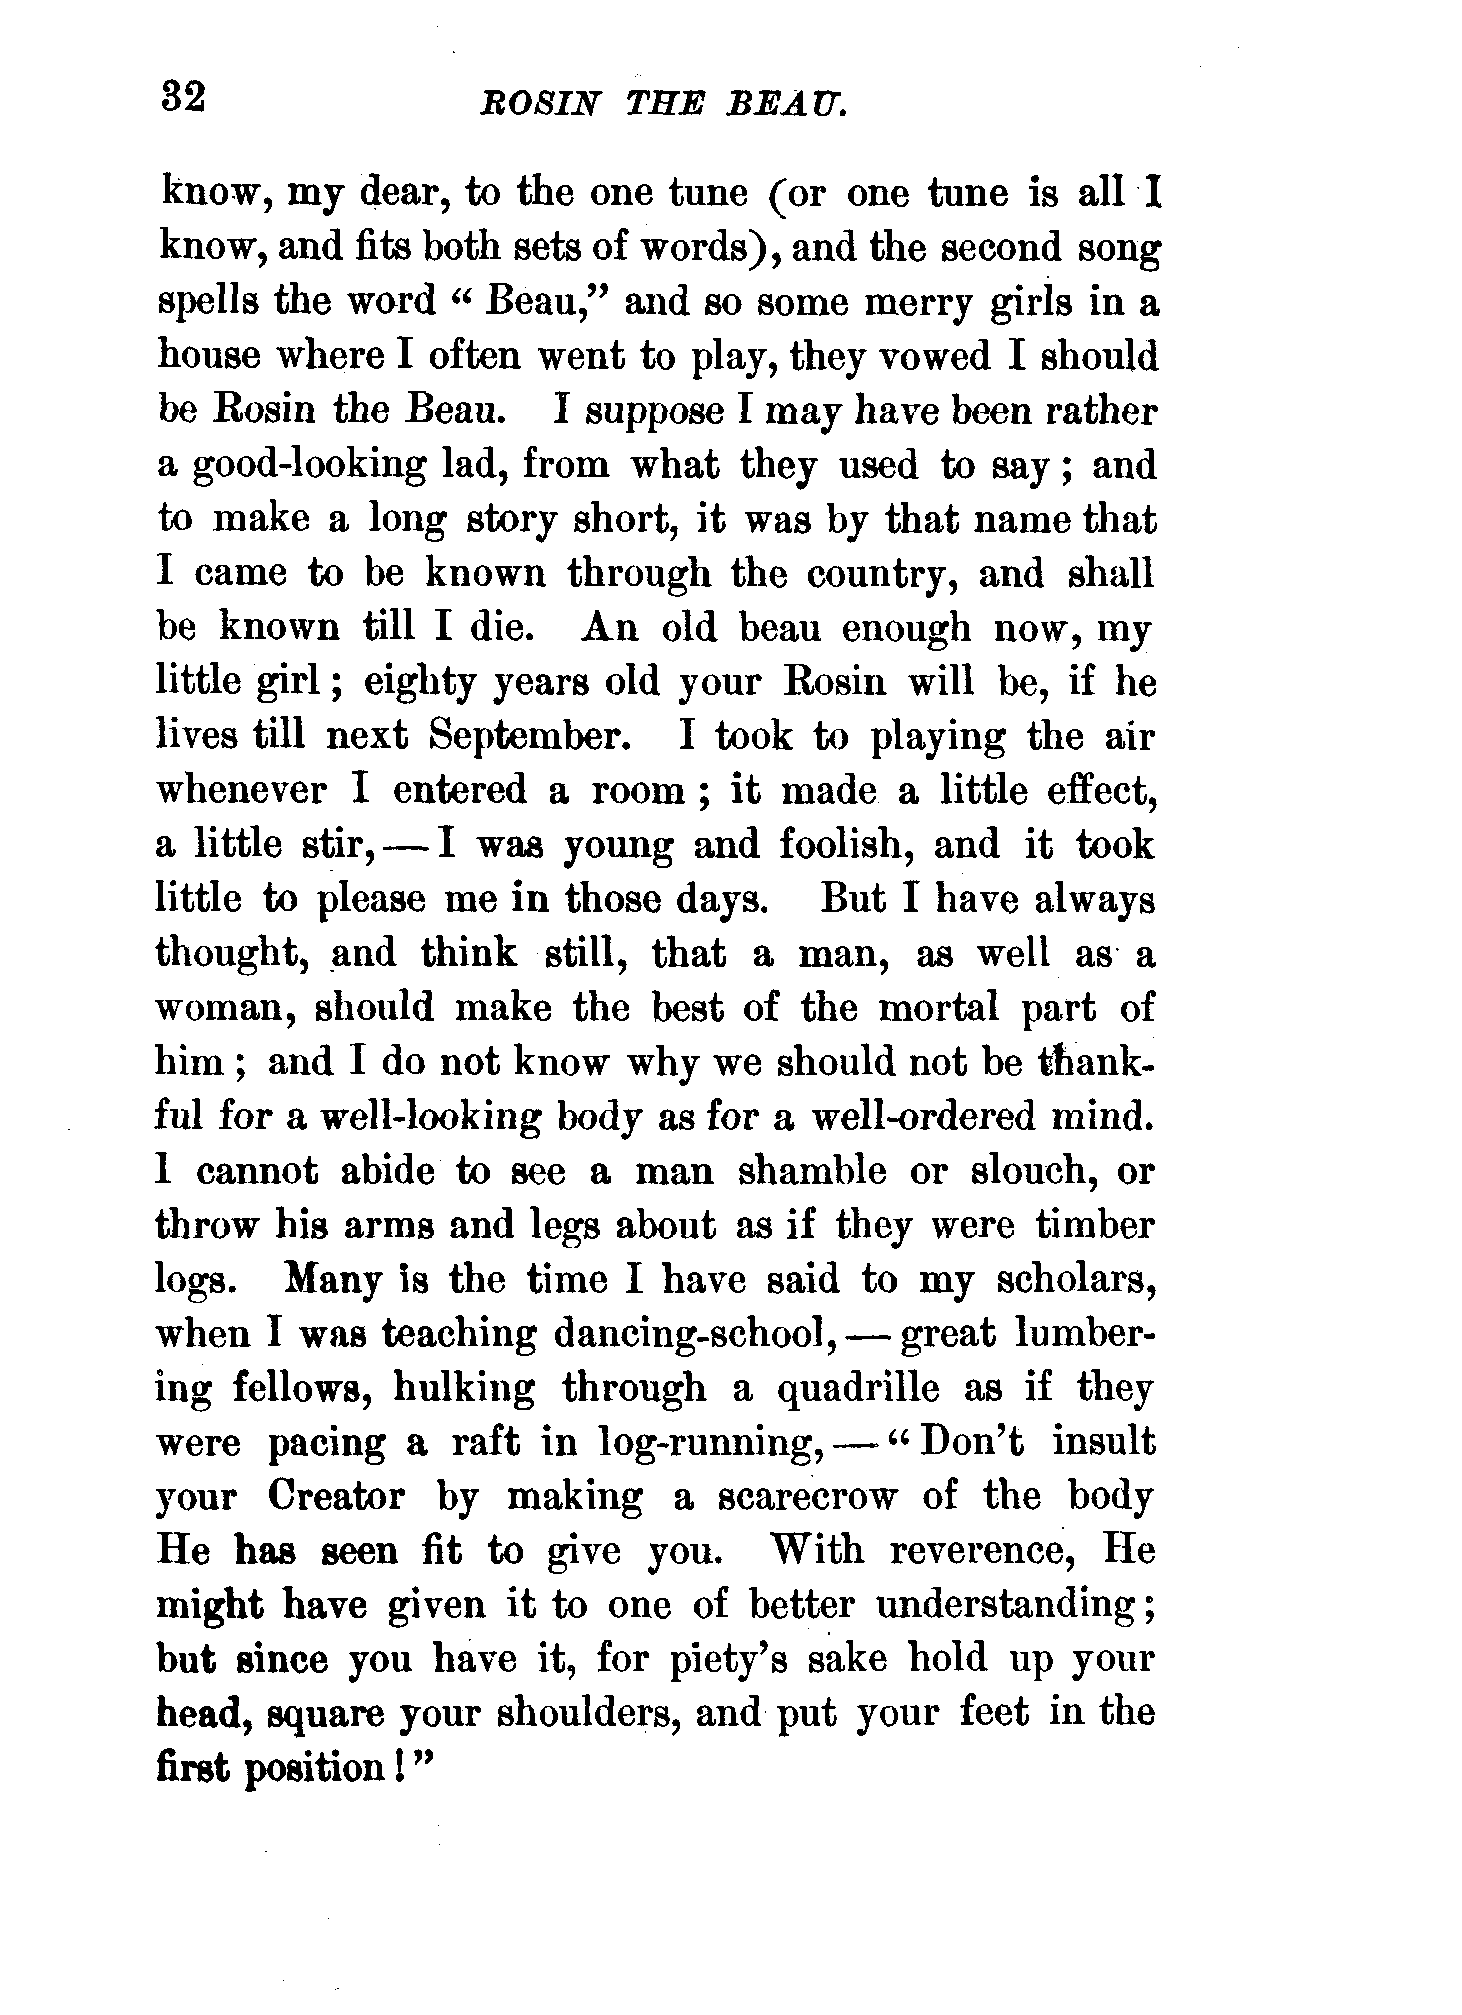 32 ROSIN THE BEAU.
know, my dear, to the one tune (or one tune is all I
know, and fits both sets of words), and the second song
spells the word “ Beau,” and so some merry girls in a
house where I often went to play, they vowed I should
be Rosin the Beau. I suppose I may have been rather
a good-looking lad, from what they used to say ; and
to make a long story short, it was by that name that
I came to be known through the country, and shall
be known till I die. An old beau enough now, my
little girl ; eighty years old your Rosin will be, if he
lives till next September. I took to playing the air
whenever I entered a room ; it made a little effect,
a little stir, — I was young and foolish, and it took
little to please me in those days. But I have always
thought, and think still, that a man, as well as a
woman, should make the best of the mortal part of
him ; and I do not know why we should not be thank-
ful for a well-looking body as for a well-ordered mind.
I cannot abide to see a man shamble or slouch, or
throw his arms and legs about as if they were timber
logs. Many is the time I have said to my scholars,
when I was teaching dancing-school, — great lumber-
ing fellows, hulking through a quadrille as if they
were pacing a raft in log-running, — “ Don’t insult
your Creator by making a scarecrow of the body
He has seen fit to give you. With reverence, He
might have given it to one of better understanding ;
but since you have it, for piety’s sake hold up your
head, square your shoulders, and put your feet in the
first position ! ”